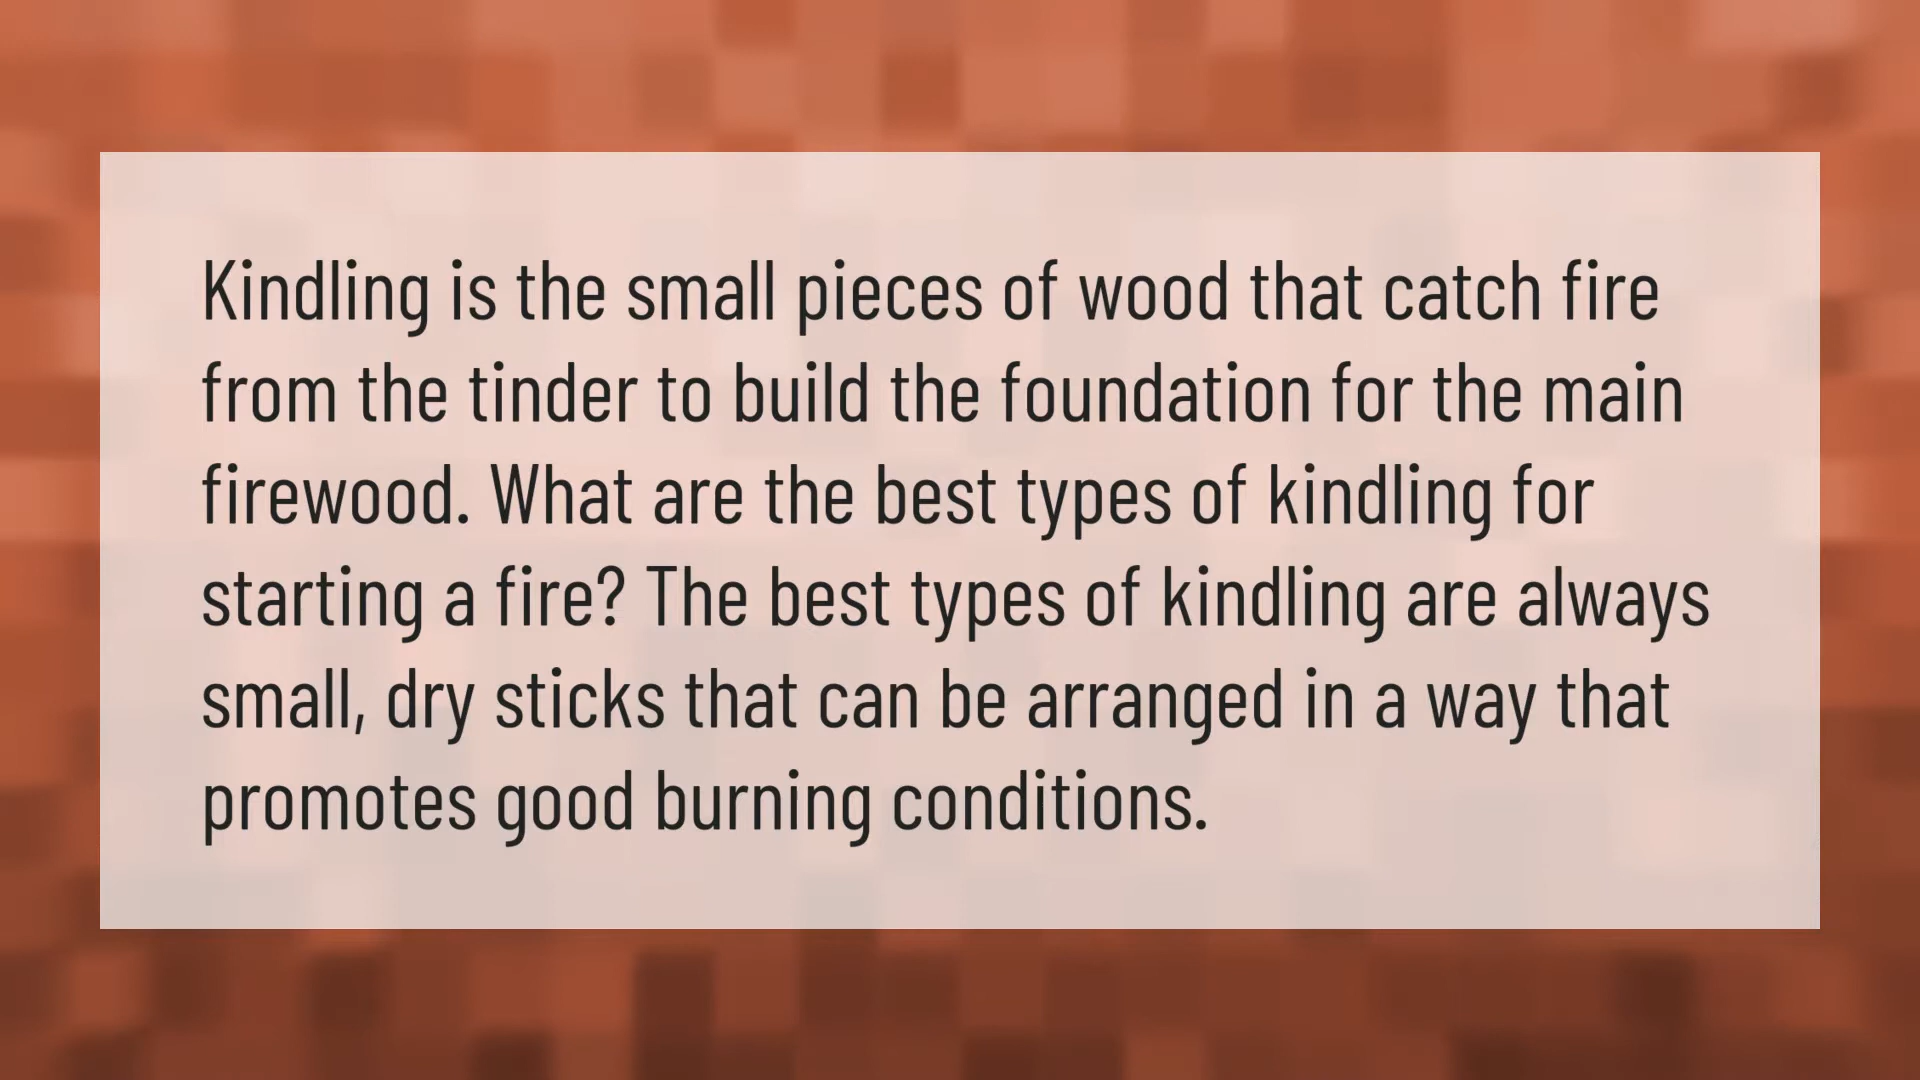 Kindling is the small pieces of wood that catch fire
from the tinder to build the foundation for the main
firewood. What are the best types of kindling for
starting a fire? The best types of kindling are always
small, dry sticks that can be arranged in a way that
promotes good burning conditions.